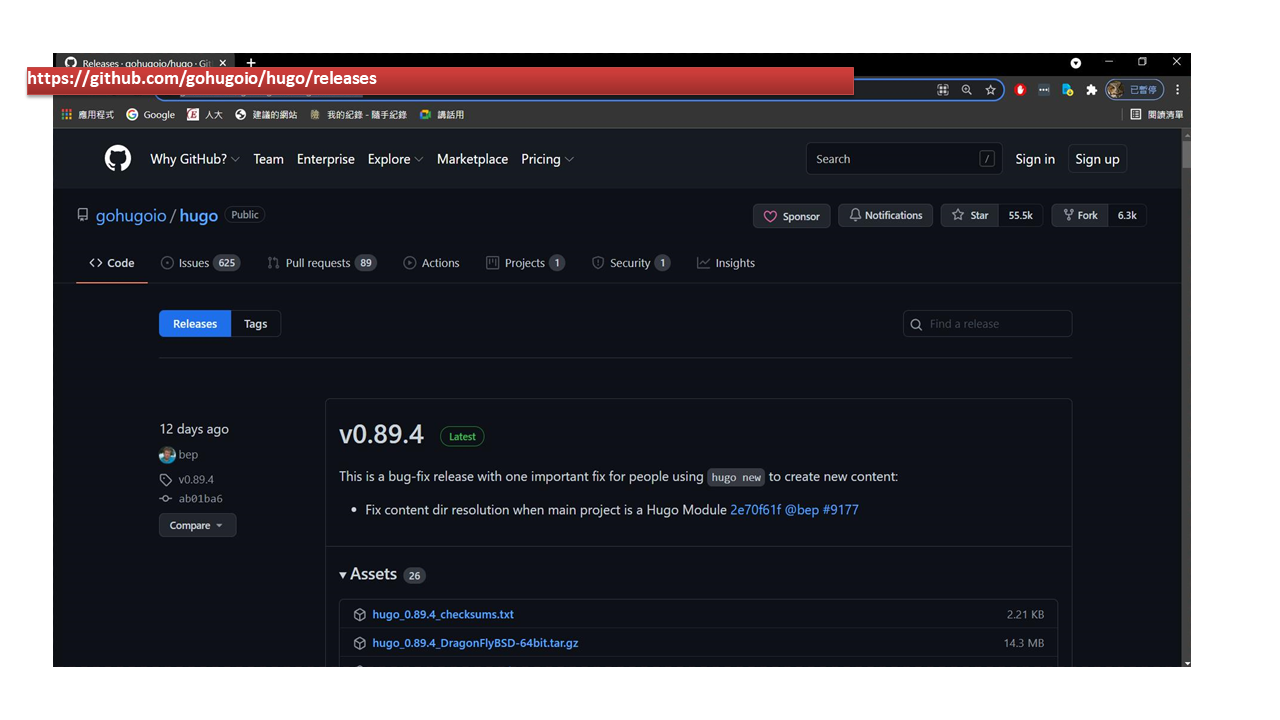 Releases · gohugoio/hugo · Git
https://github.com/gohugoio/hugo/releases
已暫停
應用程式 Google 人大 建議的網站 我的紀錄 - 隨手紀錄 講話用 閱讀清單
Why GitHub? Team Enterprise Explore Marketplace Pricing Search / Sign in Sign up
gohugoio / hugo Public Sponsor Notifications Star 55.5k Fork 6.3k
Code Issues 625 Pull requests 89 Actions Projects 1 Security 1 Insights
Releases Tags Find a release
12 days ago
bep
v0.89.4
ab01ba6
Compare
v0.89.4 Latest
This is a bug-fix release with one important fix for people using hugo new to create new content:
• Fix content dir resolution when main project is a Hugo Module 2e70f61f @bep #9177
Assets 26
hugo_0.89.4_checksums.txt 2.21 KB
hugo_0.89.4_DragonFlyBSD-64bit.tar.gz 14.3 MB